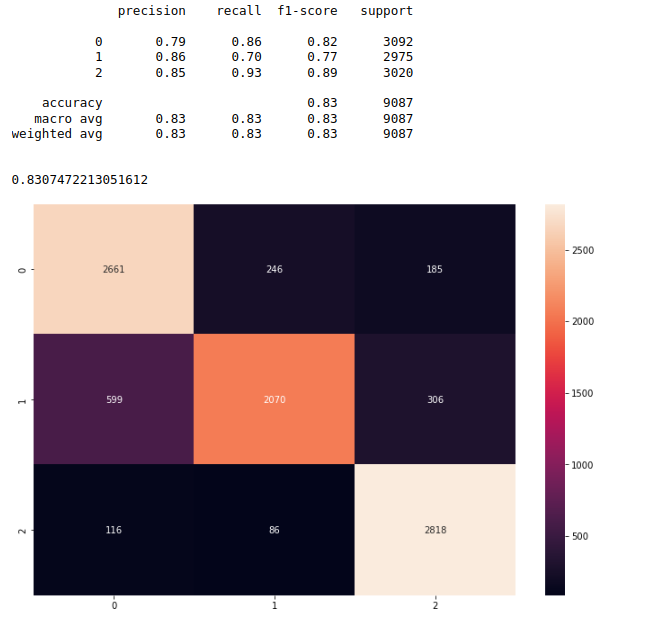 precision recall f1-score support
0 0.79 0.86 0.82 3092
1 0.86 0.70 0.77 2975
2 0.85 0.93 0.89 3020
accuracy 0.83 9087
macro avg 0.83 0.83 0.83 9087
weighted avg 0.83 0.83 0.83 9087
0.8307472213051612
0 2661 246 185
1 599 2070 306
2 116 86 2818
0 1 2
2500
2000
1500
1000
500